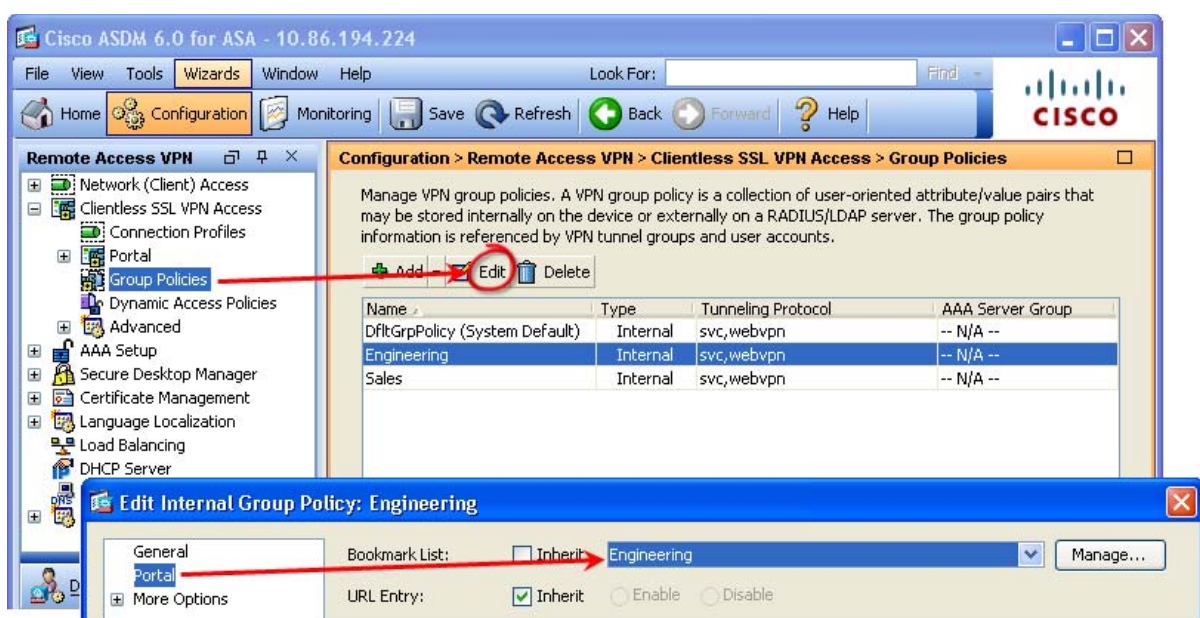 Cisco ASDM 6.0 for ASA - 10.86.194.224
File View Tools Wizards Window Help Look For: Find
Home Configuration Monitoring Save Refresh Back Forward Help
CISCO
Remote Access VPN
Network (Client) Access
Clientless SSL VPN Access
Connection Profiles
Portal
Group Policies
Dynamic Access Policies
Advanced
AAA Setup
Secure Desktop Manager
Certificate Management
Language Localization
Load Balancing
DHCP Server
DNS
Configuration > Remote Access VPN > Clientless SSL VPN Access > Group Policies
Manage VPN group policies. A VPN group policy is a collection of user-oriented attribute/value pairs that
may be stored internally on the device or externally on a RADIUS/LDAP server. The group policy
information is referenced by VPN tunnel groups and user accounts.
Add Edit Delete
Name Type Tunneling Protocol AAA Server Group
DfltGrpPolicy (System Default) Internal svc,webvpn -- N/A --
Engineering Internal svc,webvpn -- N/A --
Sales Internal svc,webvpn -- N/A --
Edit Internal Group Policy: Engineering
General
Portal
More Options
Bookmark List: Inherit Engineering Manage...
URL Entry: Inherit Enable Disable